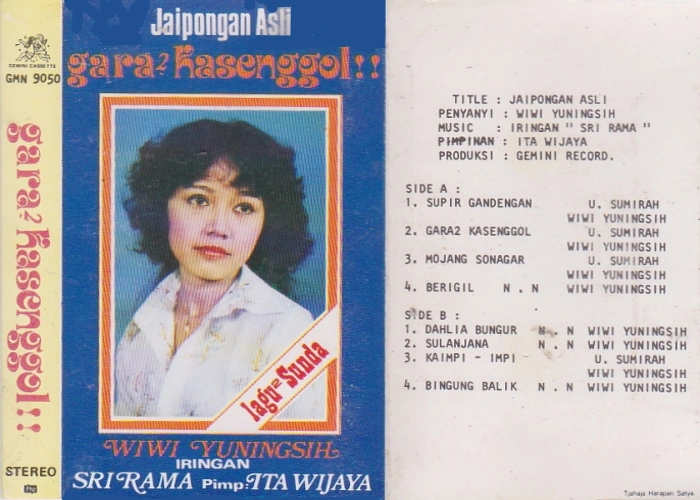 GEMINI CASSETTE
GMN 9050
gara2 Kasenggol!!
STEREO
Jaipongan Asli
gara2 Kasenggol!!
lagu2 Sunda
WIWI YUNINGSIH
IRINGAN
SRI RAMA Pimp: ITA WIJAYA
TITLE : JAIPONGAN ASLI
PENYANYI : WIWI YUNINGSIH
MUSIC : IRINGAN " SRI RAMA "
PIMPINAN : ITA WIJAYA
PRODUKSI : GEMINI RECORD.
SIDE A :
1. SUPIR GANDENGAN U. SUMIRAH
WIWI YUNINGSIH
2. GARA2 KASENGGOL U. SUMIRAH
WIWI YUNINGSIH
3. MOJANG SONAGAR U. SUMIRAH
WIWI YUNINGSIH
4. BERIGIL N . N WIWI YUNINGSIH
SIDE B :
1. DAHLIA BUNGUR N . N WIWI YUNINGSIH
2. SULANJANA N . N WIWI YUNINGSIH
3. KAIMPI - IMPI U. SUMIRAH
WIWI YUNINGSIH
4. BINGUNG BALIK N . N WIWI YUNINGSIH
Tjahaja Harapan Satya